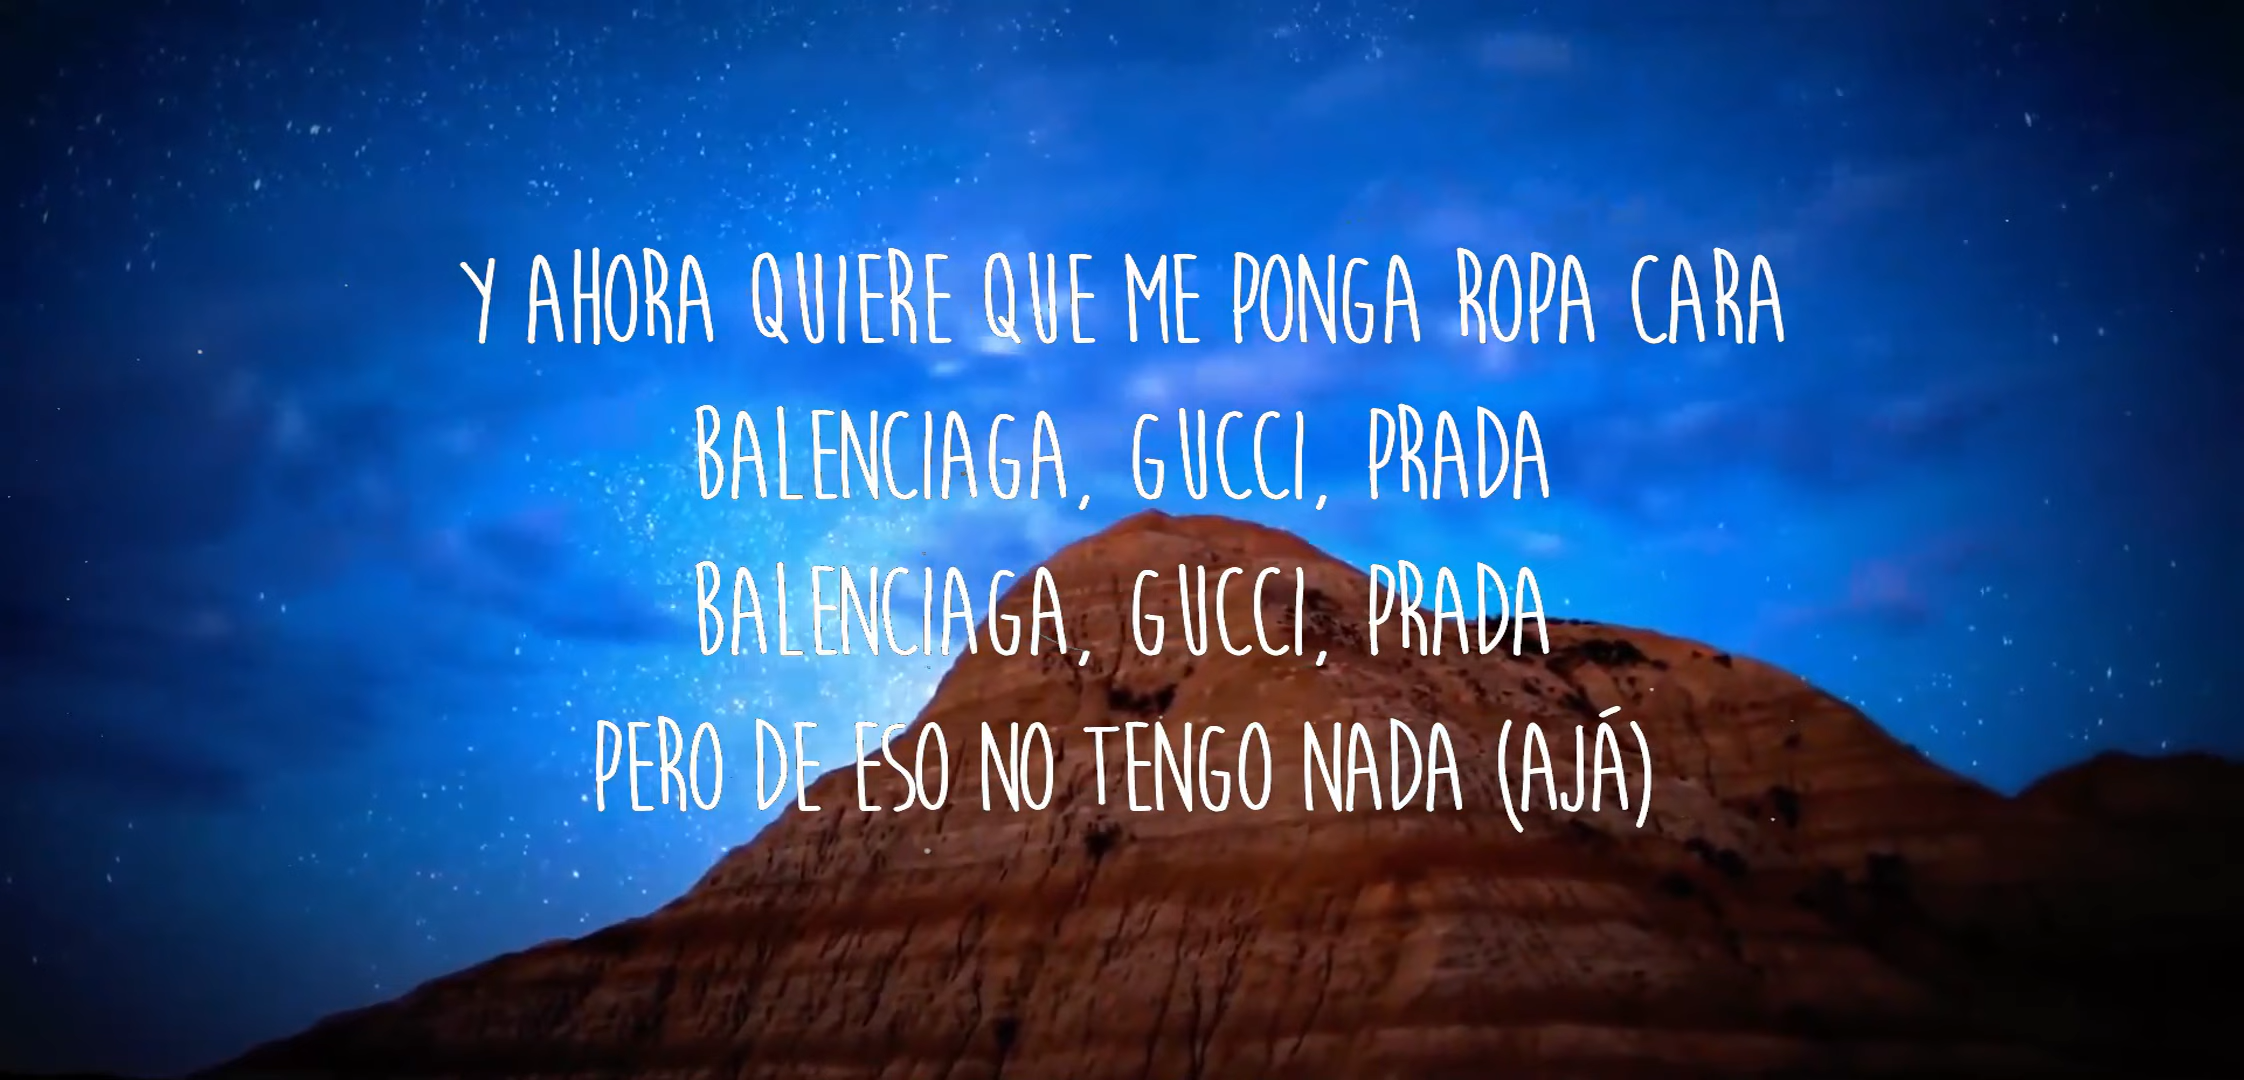 Y AHORA QUIERE QUE ME PONGA ROPA CARA
BALENCIAGA, GUCCI, PRADA
BALENCIAGA, GUCCI, PRADA
PERO DE ESO NO TENGO NADA (AJÁ)